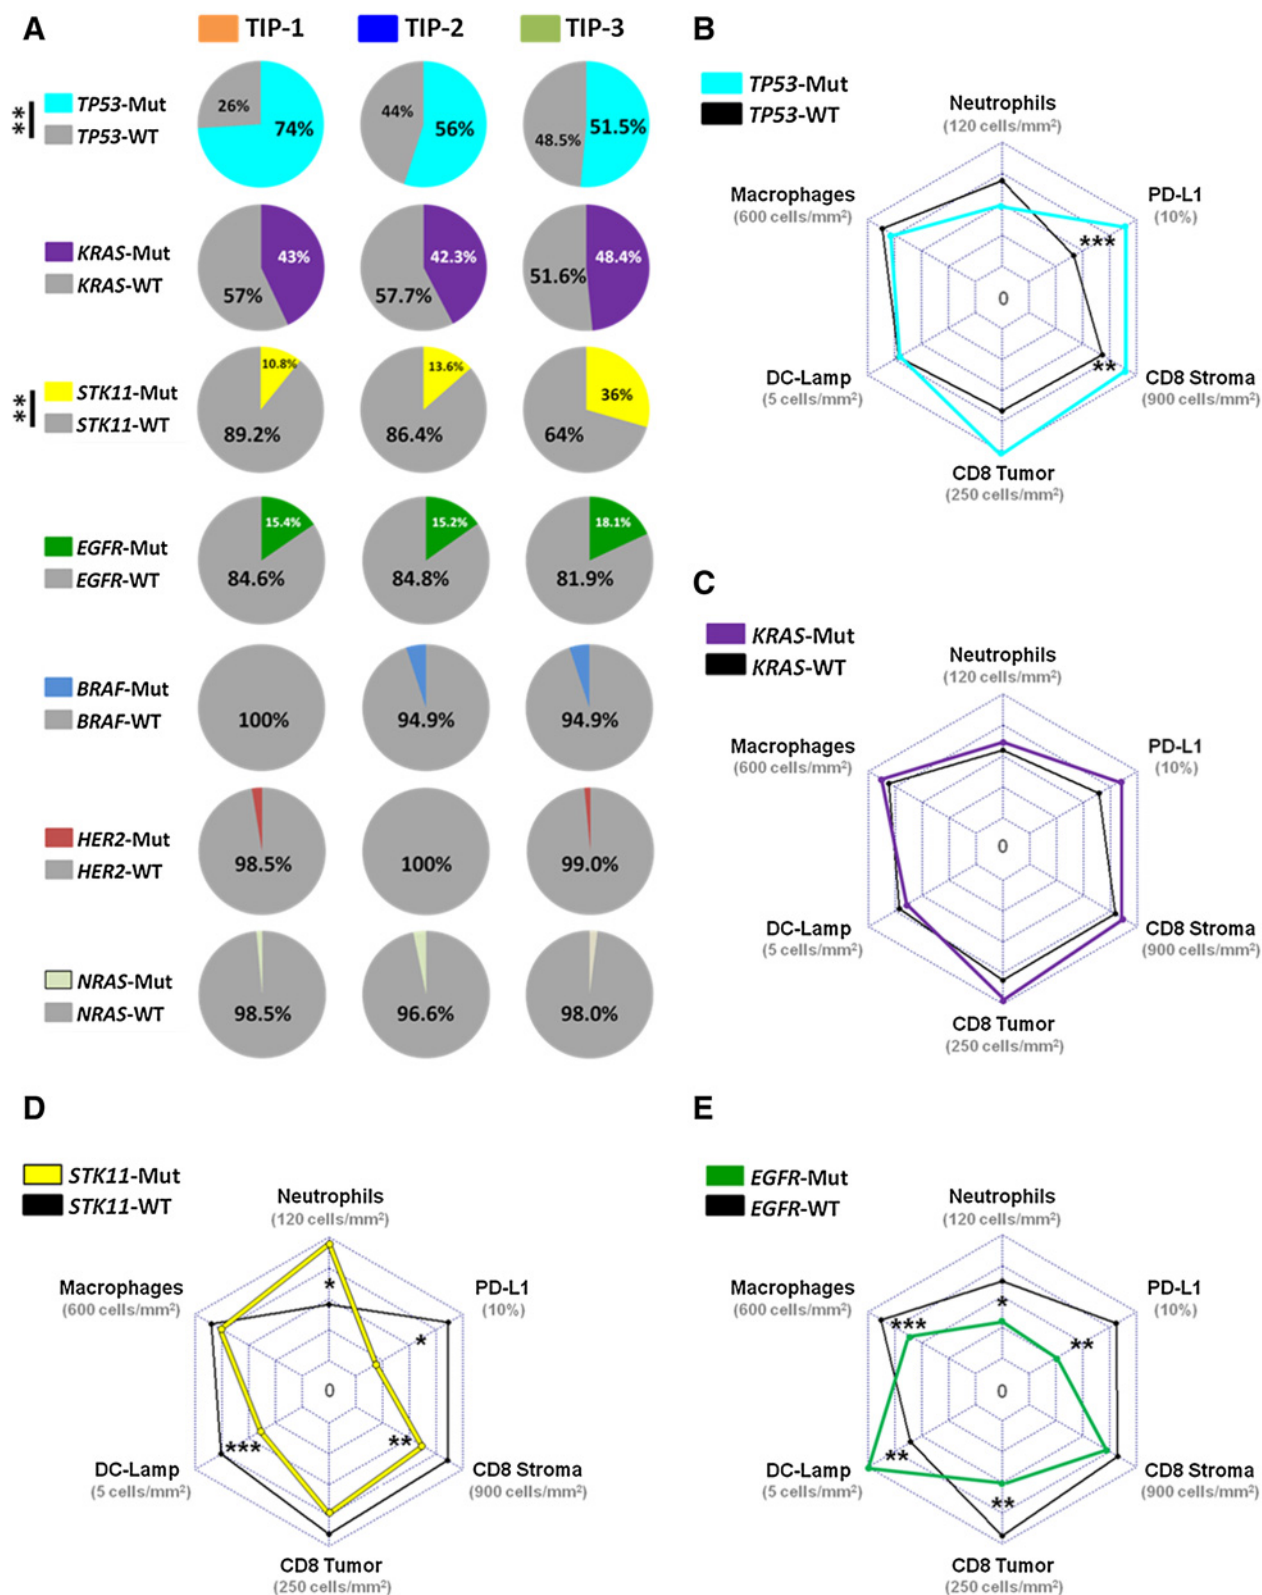 A
TIP-1 TIP-2 TIP-3
**
TP53-Mut
TP53-WT
26% 74%
44% 56%
48.5% 51.5%
KRAS-Mut
KRAS-WT
43% 57%
42.3% 57.7%
48.4% 51.6%
**
STK11-Mut
STK11-WT
10.8% 89.2%
13.6% 86.4%
36% 64%
EGFR-Mut
EGFR-WT
15.4% 84.6%
15.2% 84.8%
18.1% 81.9%
BRAF-Mut
BRAF-WT
100% 94.9% 94.9%
HER2-Mut
HER2-WT
98.5% 100% 99.0%
NRAS-Mut
NRAS-WT
98.5% 96.6% 98.0%
B
TP53-Mut
TP53-WT
Neutrophils
(120 cells/mm²)
Macrophages
(600 cells/mm²)
PD-L1
(10%)
***
0
**
DC-Lamp
(5 cells/mm²)
CD8 Stroma
(900 cells/mm²)
CD8 Tumor
(250 cells/mm²)
C
KRAS-Mut
KRAS-WT
Neutrophils
(120 cells/mm²)
Macrophages
(600 cells/mm²)
PD-L1
(10%)
0
DC-Lamp
(5 cells/mm²)
CD8 Stroma
(900 cells/mm²)
CD8 Tumor
(250 cells/mm²)
D
STK11-Mut
STK11-WT
Neutrophils
(120 cells/mm²)
Macrophages
(600 cells/mm²)
PD-L1
(10%)
*
*
0
***
**
DC-Lamp
(5 cells/mm²)
CD8 Stroma
(900 cells/mm²)
CD8 Tumor
(250 cells/mm²)
E
EGFR-Mut
EGFR-WT
Neutrophils
(120 cells/mm²)
Macrophages
(600 cells/mm²)
PD-L1
(10%)
*
***
**
0
**
**
DC-Lamp
(5 cells/mm²)
CD8 Stroma
(900 cells/mm²)
CD8 Tumor
(250 cells/mm²)